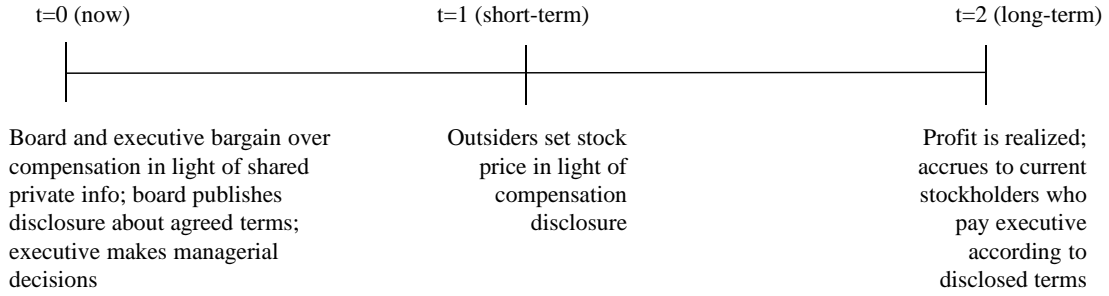 t=0 (now)
t=1 (short-term)
t=2 (long-term)
Board and executive bargain over
compensation in light of shared
private info; board publishes
disclosure about agreed terms;
executive makes managerial
decisions
Outsiders set stock
price in light of
compensation
disclosure
Profit is realized;
accrues to current
stockholders who
pay executive
according to
disclosed terms